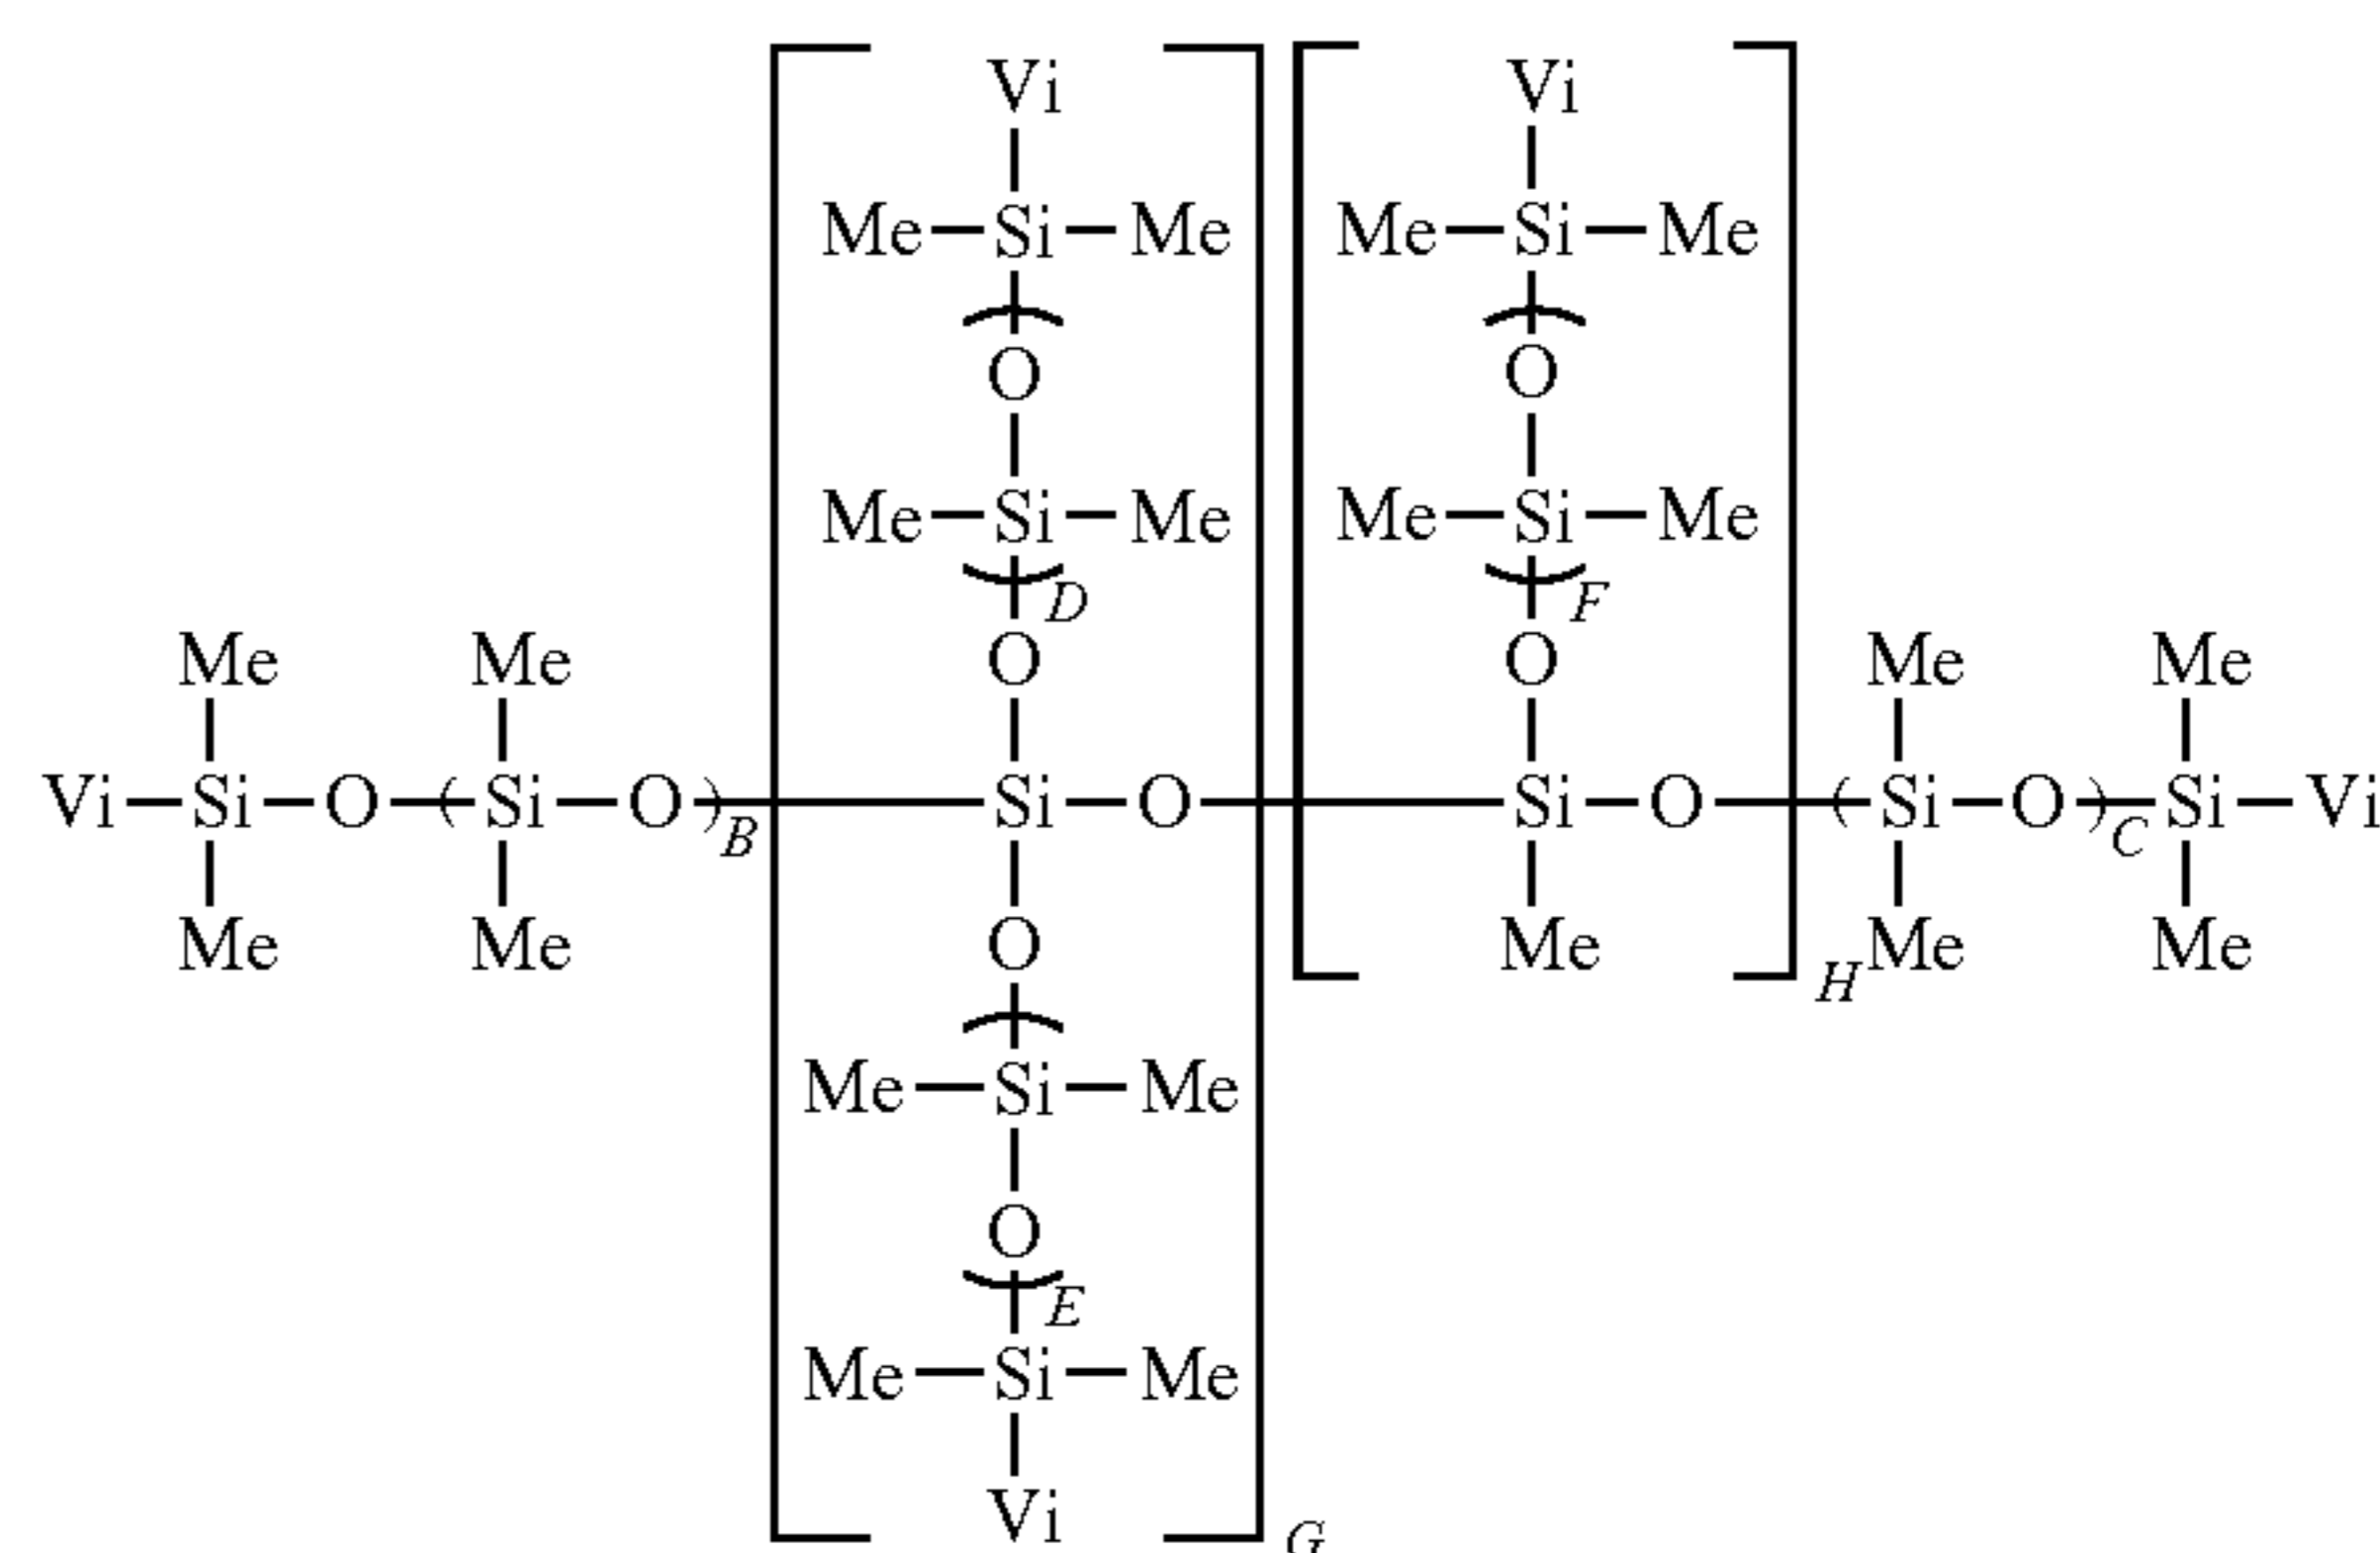 Vi Vi
Me—Si—Me Me—Si—Me
O O
Me—Si—Me Me—Si—Me
D F
O O
Me Me Me Me
Vi—Si—O—(Si—O)B Si—O Si—O (Si—O)C Si—Vi
Me Me O Me Me Me
H
Me—Si—Me
O
E
Me—Si—Me
Vi
G